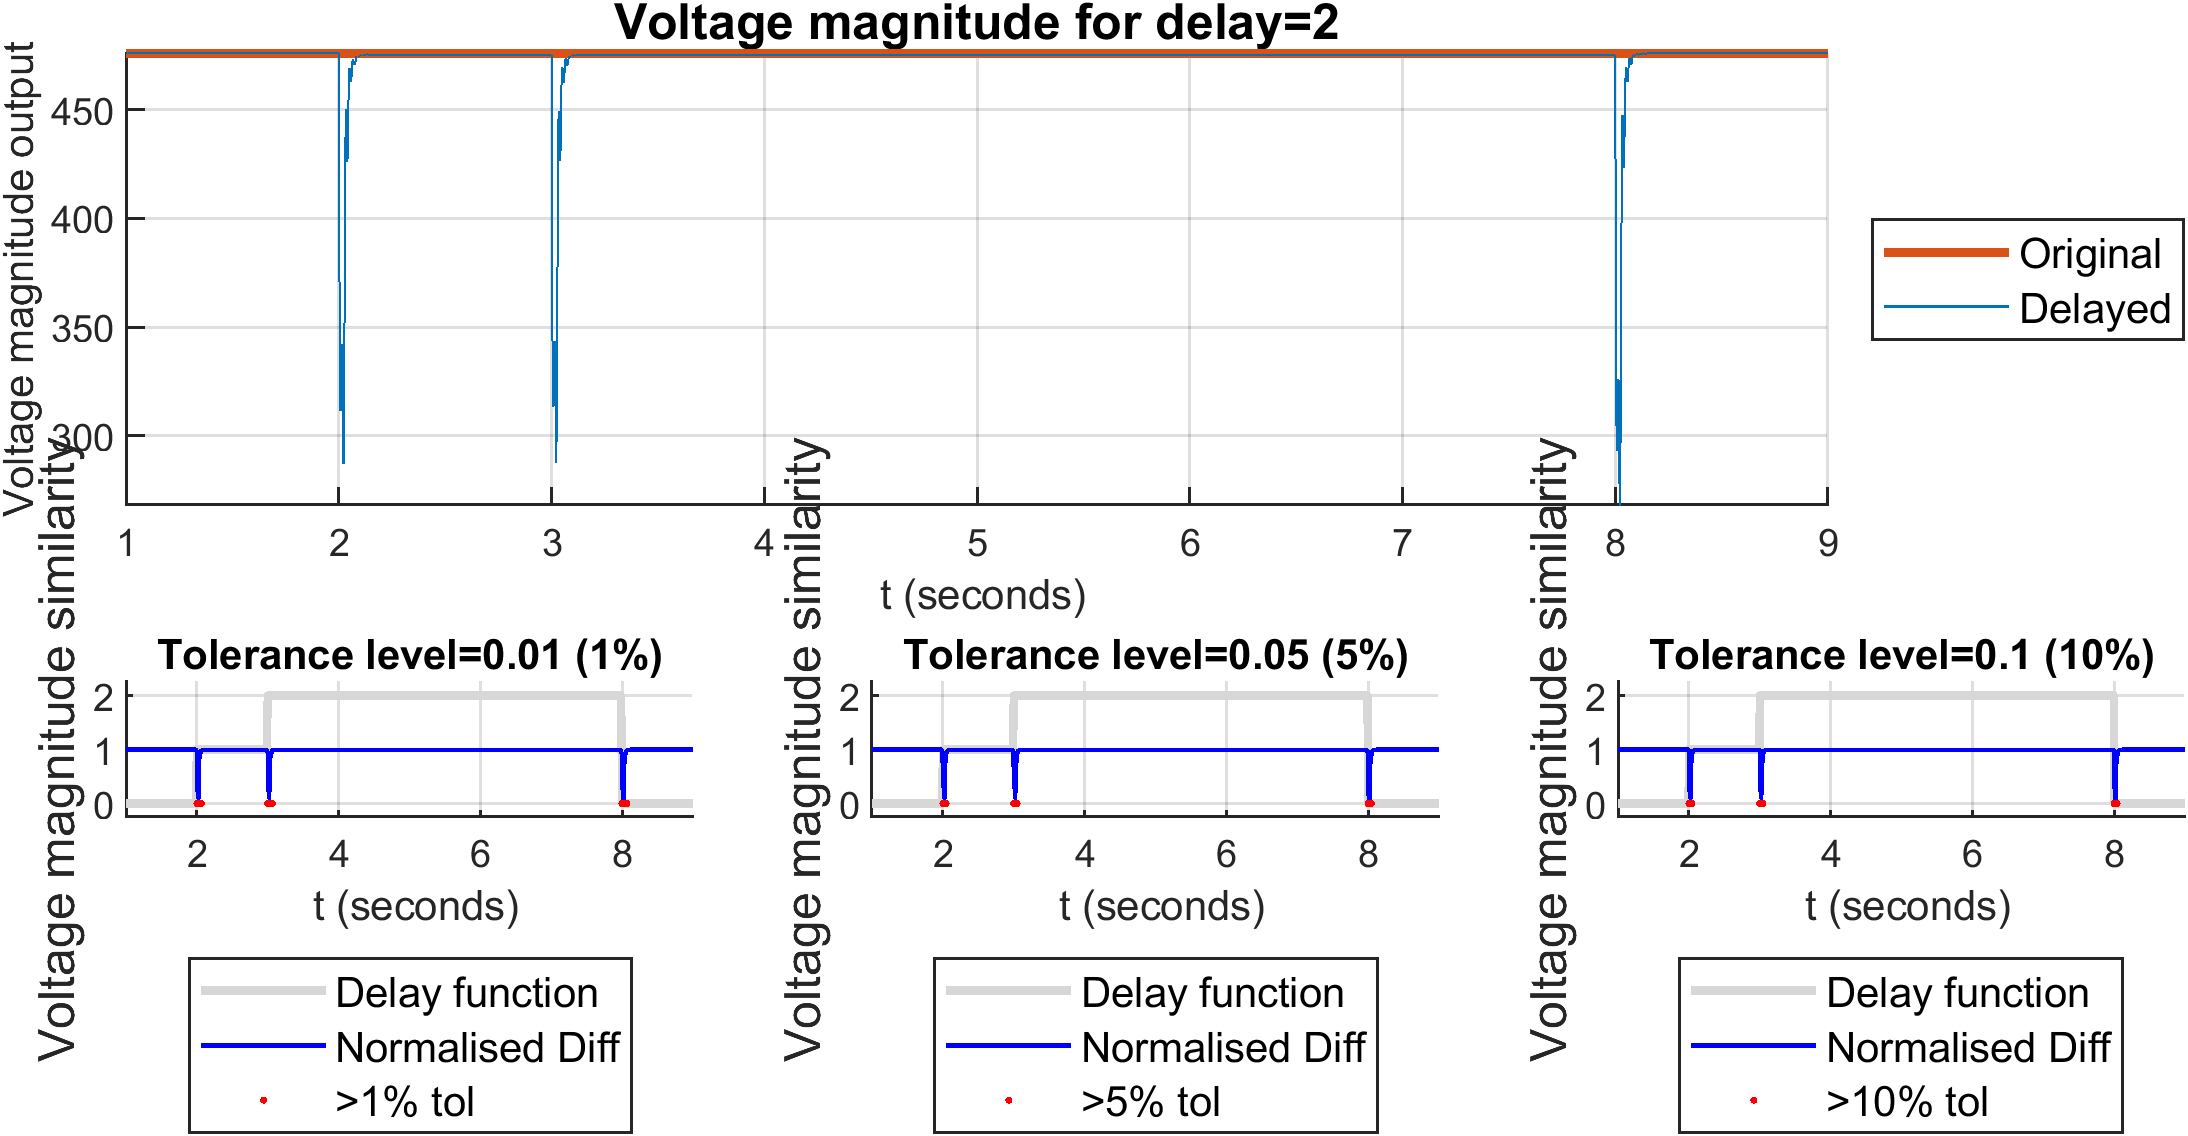 Voltage magnitude for delay=2
Voltage magnitude output
450
400
350
300
1 2 3 4 5 6 7 8 9
t (seconds)
Original
Delayed
Tolerance level=0.01 (1%)
Voltage magnitude similarity
2
1
0
2 4 6 8
t (seconds)
Delay function
Normalised Diff
>1% tol
Tolerance level=0.05 (5%)
Voltage magnitude similarity
2
1
0
2 4 6 8
t (seconds)
Delay function
Normalised Diff
>5% tol
Tolerance level=0.1 (10%)
Voltage magnitude similarity
2
1
0
2 4 6 8
t (seconds)
Delay function
Normalised Diff
>10% tol